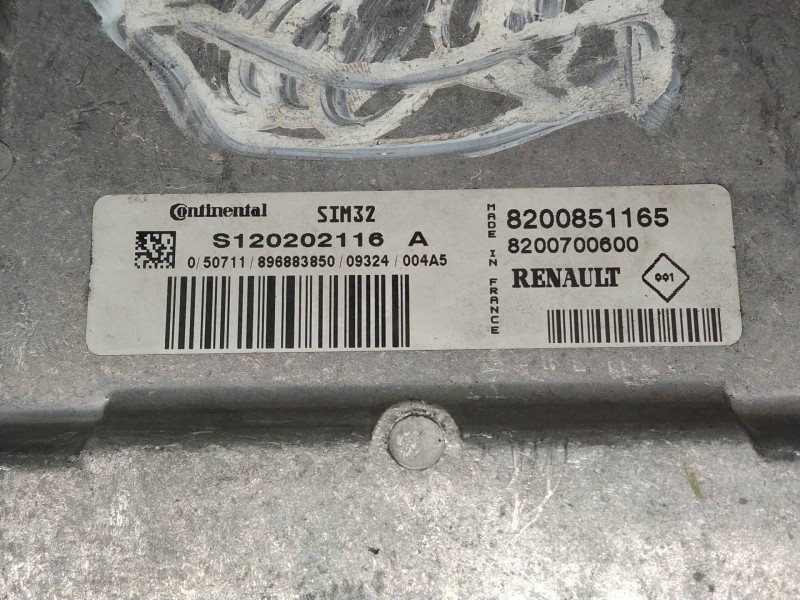 Continental SIM32
S120202116 A
0/50711/896883850/09324/004A5
MADE IN FRANCE
8200851165
8200700600
RENAULT 001